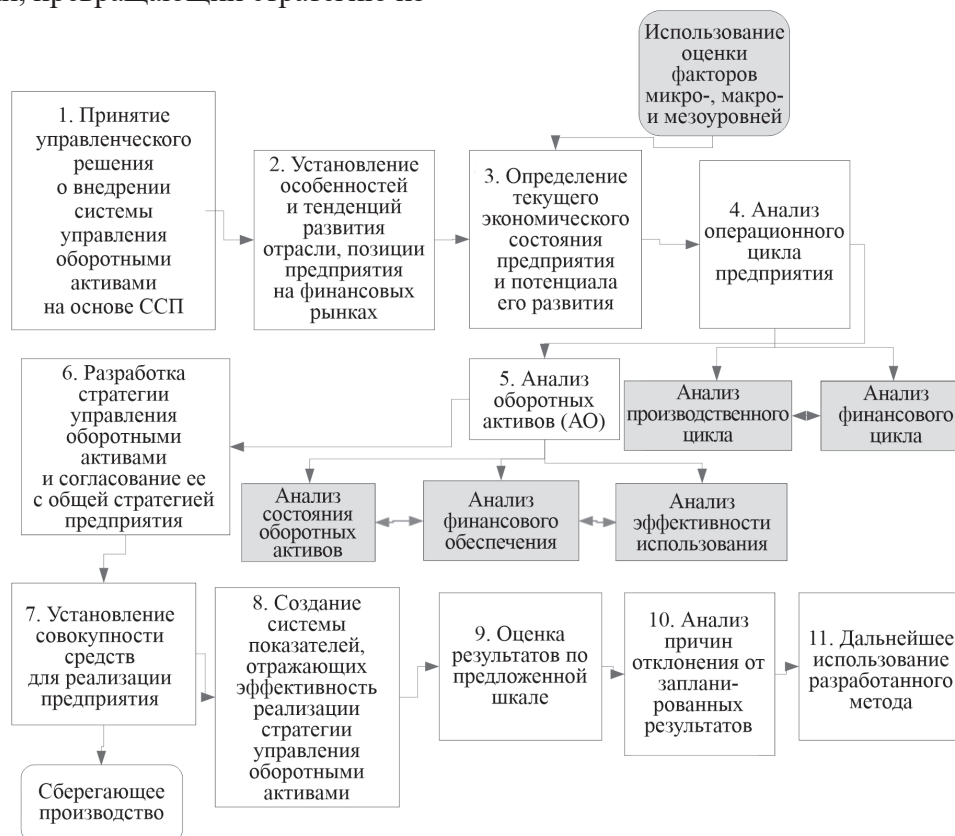 и, превращающий стратегию по
Использование
оценки
факторов
микро-, макро-
и мезоуровней
1. Принятие
управленческого
решения
о внедрении
системы
управления
оборотными
активами
на основе ССП
2. Установление
особенностей
и тенденций
развития
отрасли, позиции
предприятия
на финансовых
рынках
3. Определение
текущего
экономического
состояния
предприятия
и потенциала
его развития
4. Анализ
операционного
цикла
предприятия
5. Анализ
оборотных
активов (АО)
Анализ
производственного
цикла
Анализ
финансового
цикла
6. Разработка
стратегии
управления
оборотными
активами
и согласование ее
с общей стратегией
предприятия
Анализ
состояния
оборотных
активов
Анализ
финансового
обеспечения
Анализ
эффективности
использования
7. Установление
совокупности
средств
для реализации
предприятия
8. Создание
системы
показателей,
отражающих
эффективность
реализации
стратегии
управления
оборотными
активами
9. Оценка
результатов по
предложенной
шкале
10. Анализ
причин
отклонения от
заплани-
рованных
результатов
11. Дальнейшее
использование
разработанного
метода
Сберегающее
производство